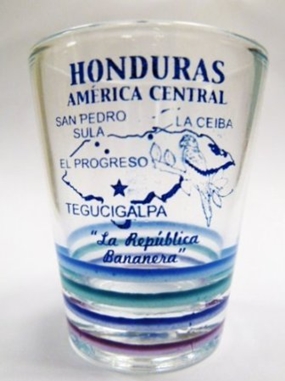 HONDURAS
AMÉRICA CENTRAL
SAN PEDRO
SULA
LA CEIBA
EL PROGRESO
TEGUCIGALPA
"La República
Bananera"